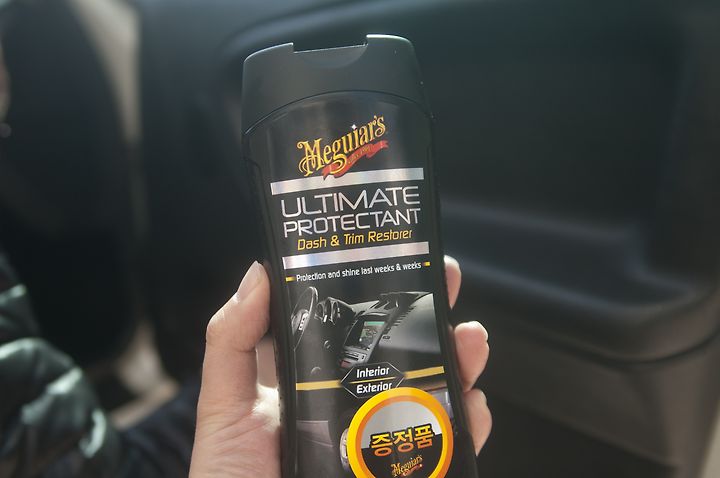 Meguiar's
ULTIMATE
PROTECTANT
Dash & Trim Restorer
Protection and shine last weeks & weeks
Interior
Exterior
증정품
Meguiar's